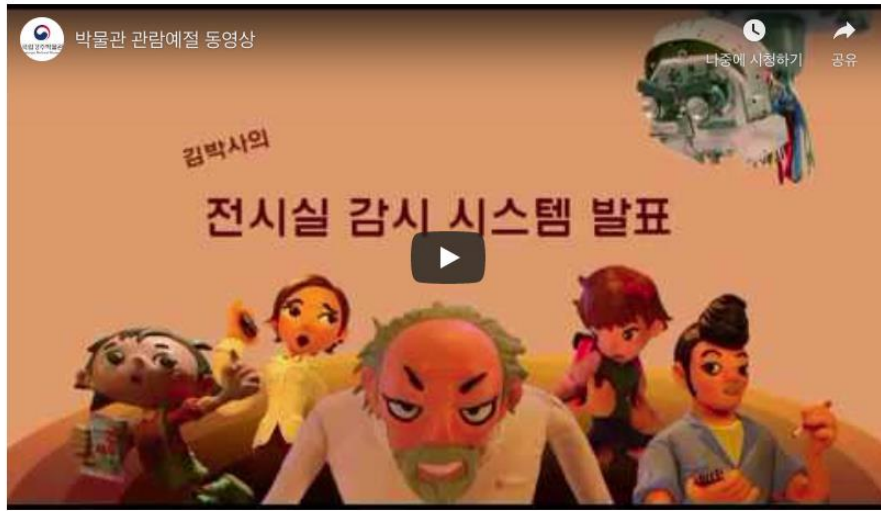 박물관 관람예절 동영상
나중에 시청하기
공유
김박사의
전시실 감시 시스템 발표